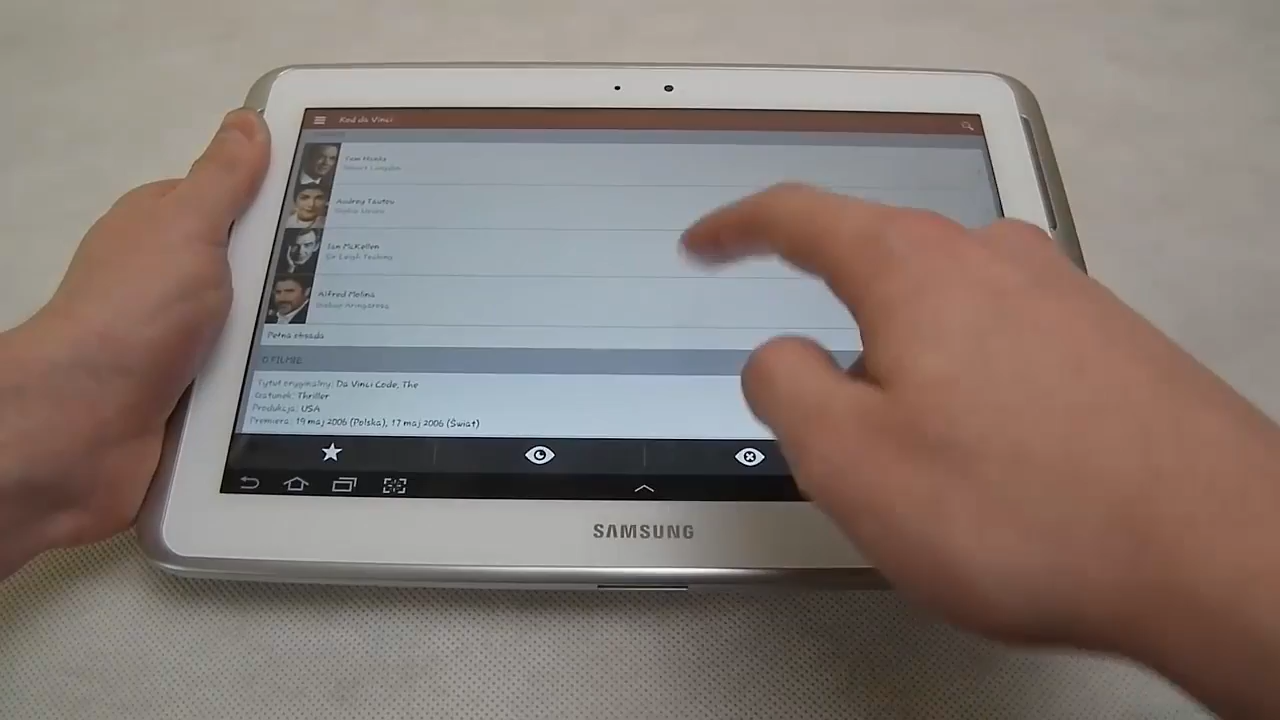 Kod da Vinci
Tom Hanks
Robert Langdon
Audrey Tautou
Sophie Neveu
Ian McKellen
Sir Leigh Teabing
Alfred Molina
Biskup Aringarosa
Pełna obsada
O FILMIE
Tytuł oryginalny: Da Vinci Code, The
Gatunek: Thriller
Produkcja: USA
Premiera: 19 maj 2006 (Polska), 17 maj 2006 (Świat)
SAMSUNG